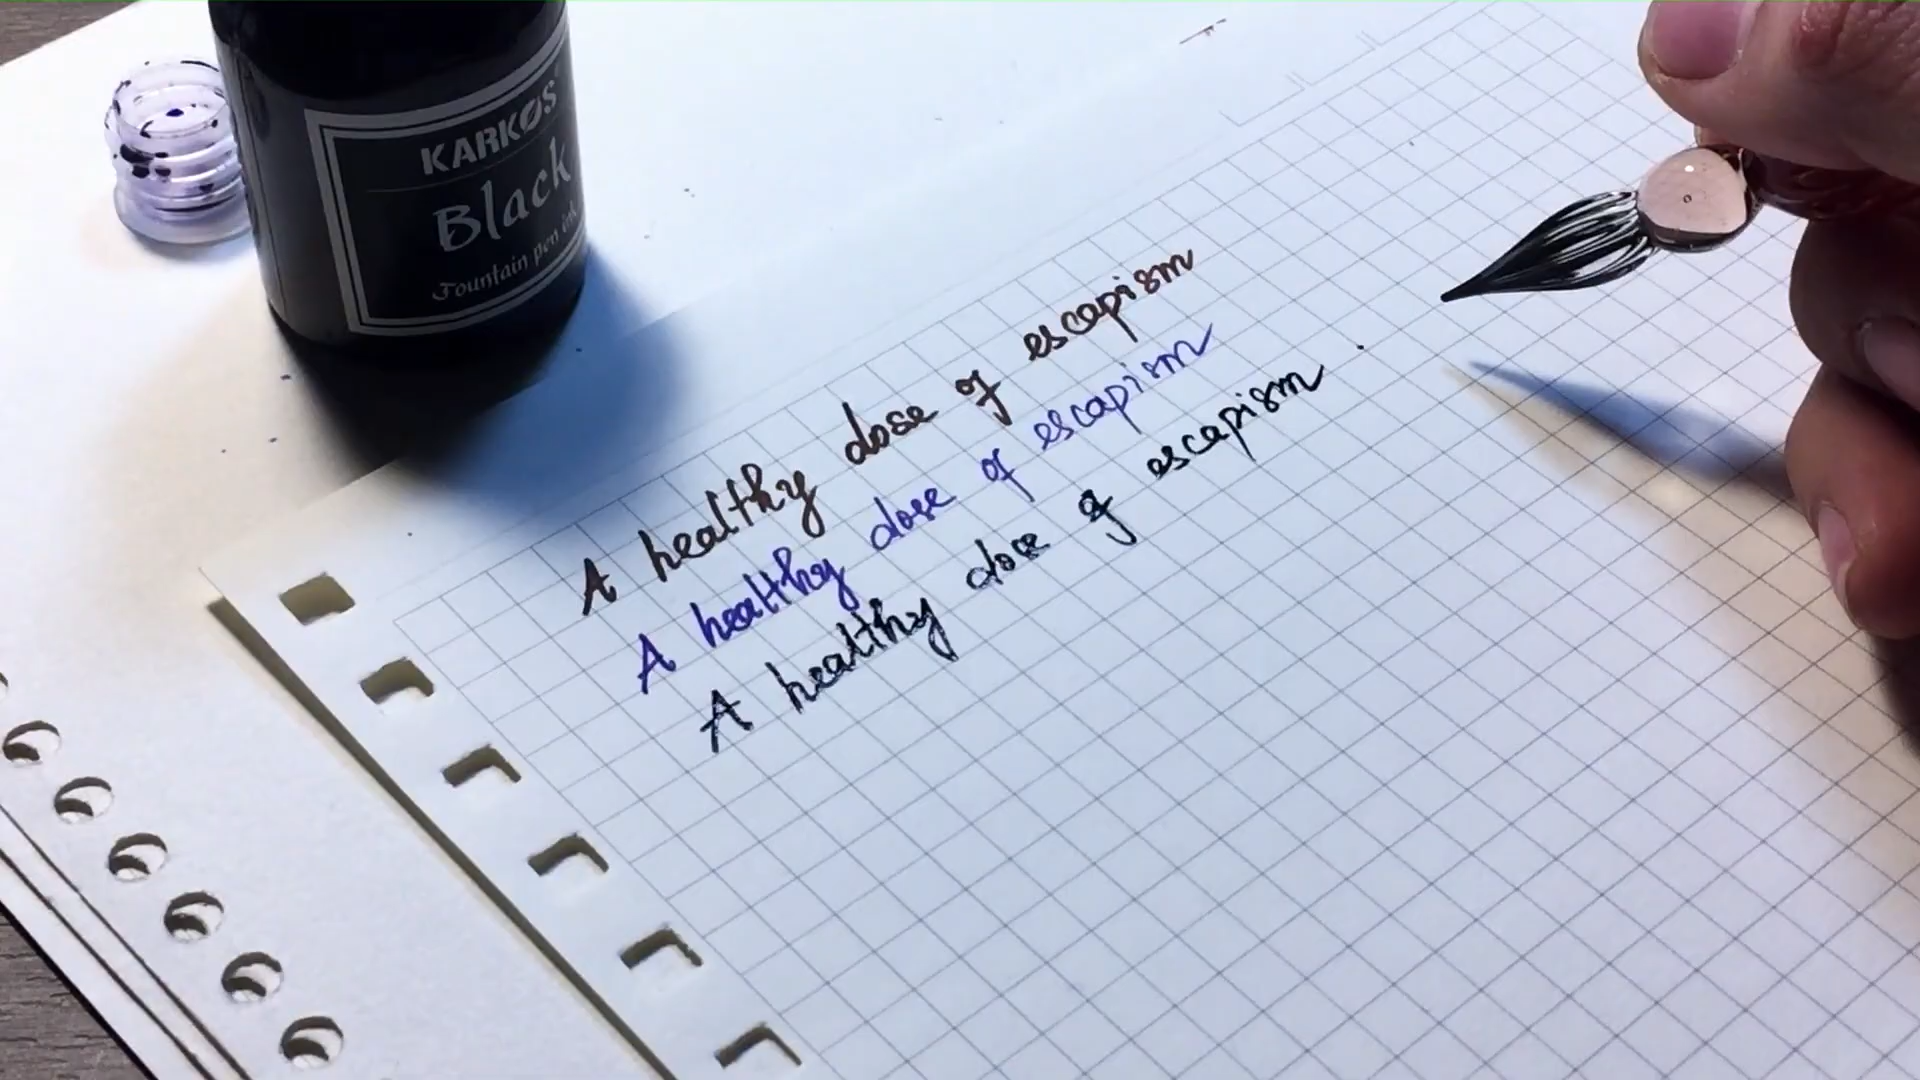 KARKOS
Black
Fountain pen ink
A healthy dose of escapism
A healthy dose of escapism
A healthy dose of escapism